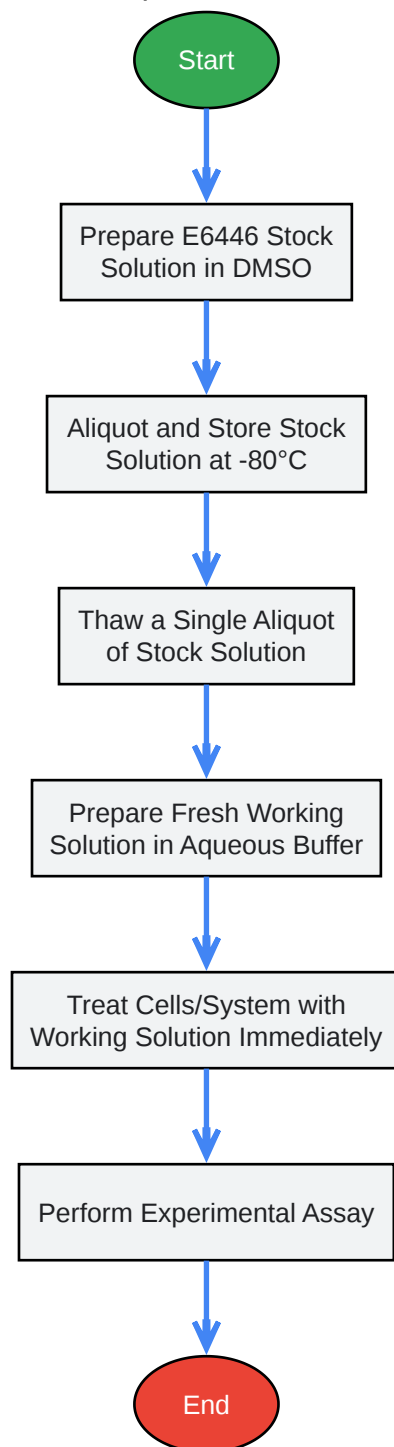 Start
Prepare E6446 Stock
Solution in DMSO
Aliquot and Store Stock
Solution at -80°C
Thaw a Single Aliquot
of Stock Solution
Prepare Fresh Working
Solution in Aqueous Buffer
Treat Cells/System with
Working Solution Immediately
Perform Experimental Assay
End